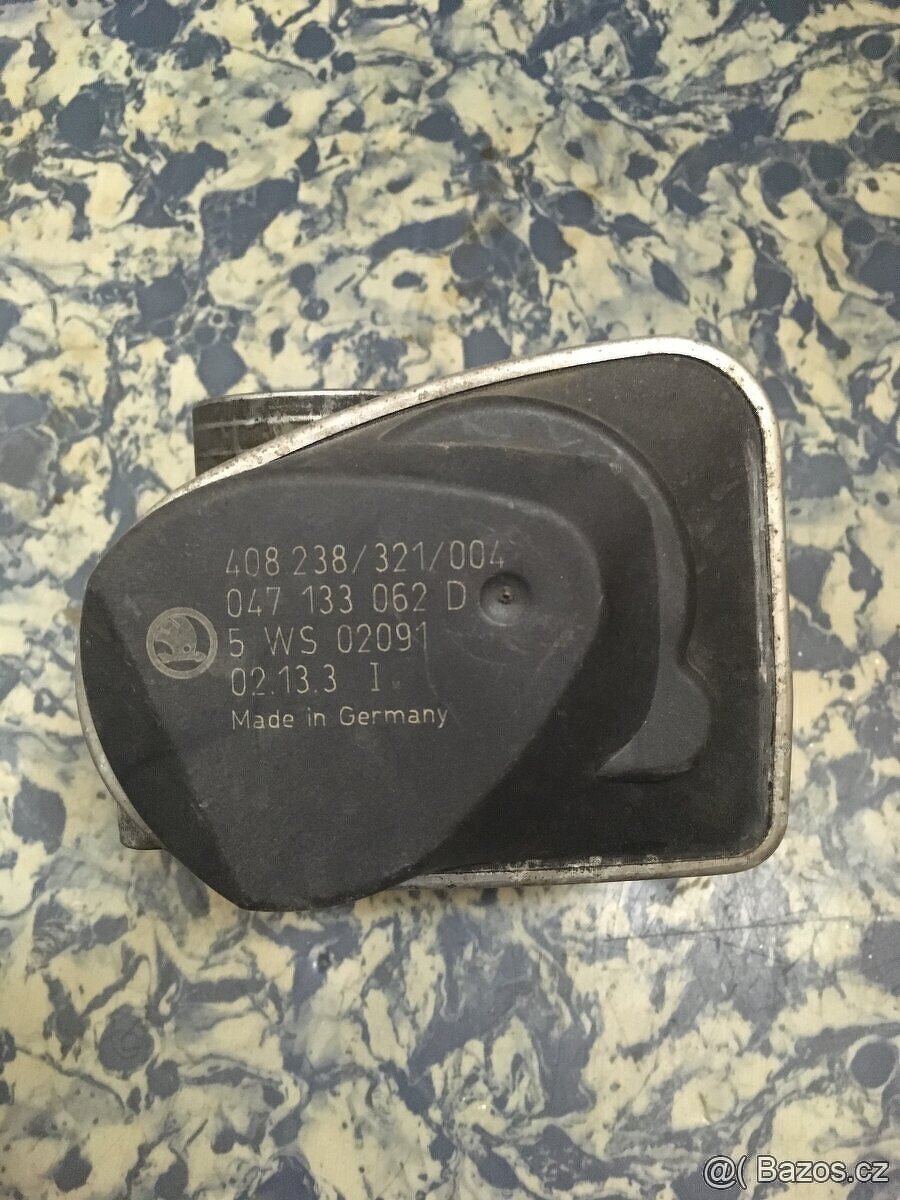 408 238/321/004
047 133 062 D
5 WS 02091
02.13.3 I
Made in Germany
@( Bazos.cz